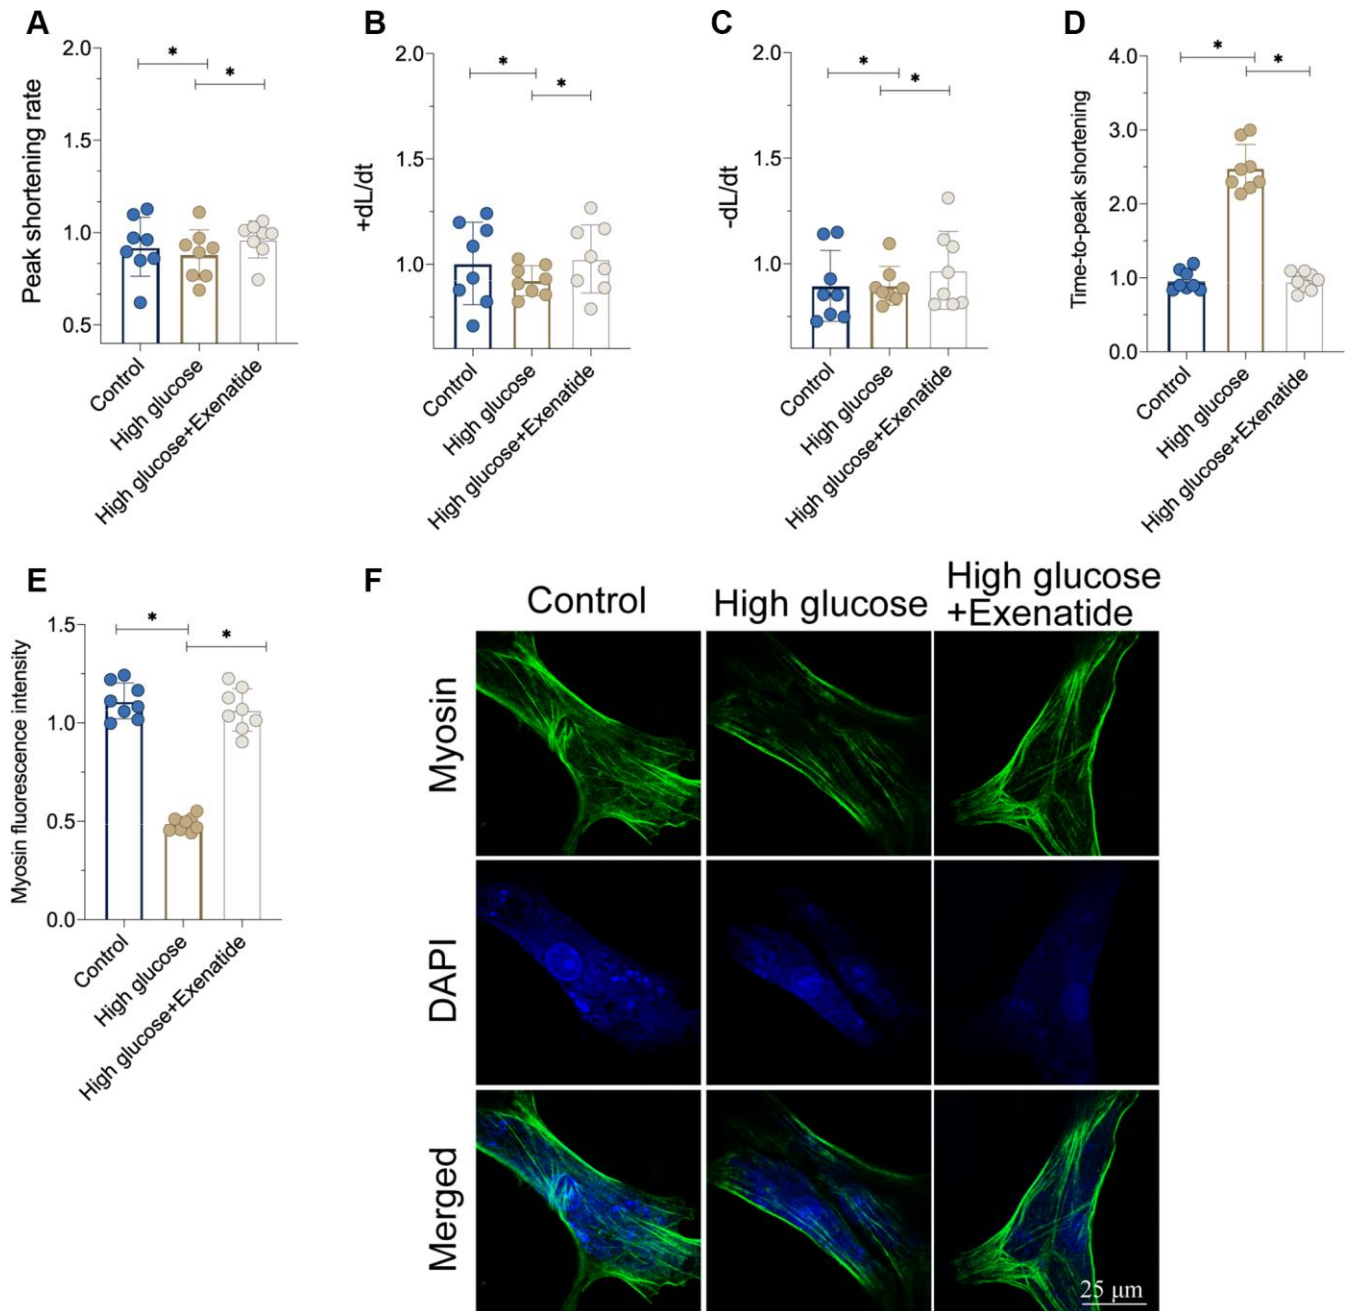 A
Peak shortening rate
2.0
1.5
1.0
0.5
*
*
Control
High glucose
High glucose+Exenatide
B
+dL/dt
2.0
1.5
1.0
*
*
Control
High glucose
High glucose+Exenatide
C
-dL/dt
2.0
1.5
1.0
*
*
Control
High glucose
High glucose+Exenatide
D
Time-to-peak shortening
4.0
3.0
2.0
1.0
0.0
*
*
Control
High glucose
High glucose+Exenatide
E
Myosin fluorescence intensity
1.5
1.0
0.5
0.0
*
*
Control
High glucose
High glucose+Exenatide
F
Control
High glucose
High glucose
+Exenatide
Myosin
DAPI
Merged
25 μm